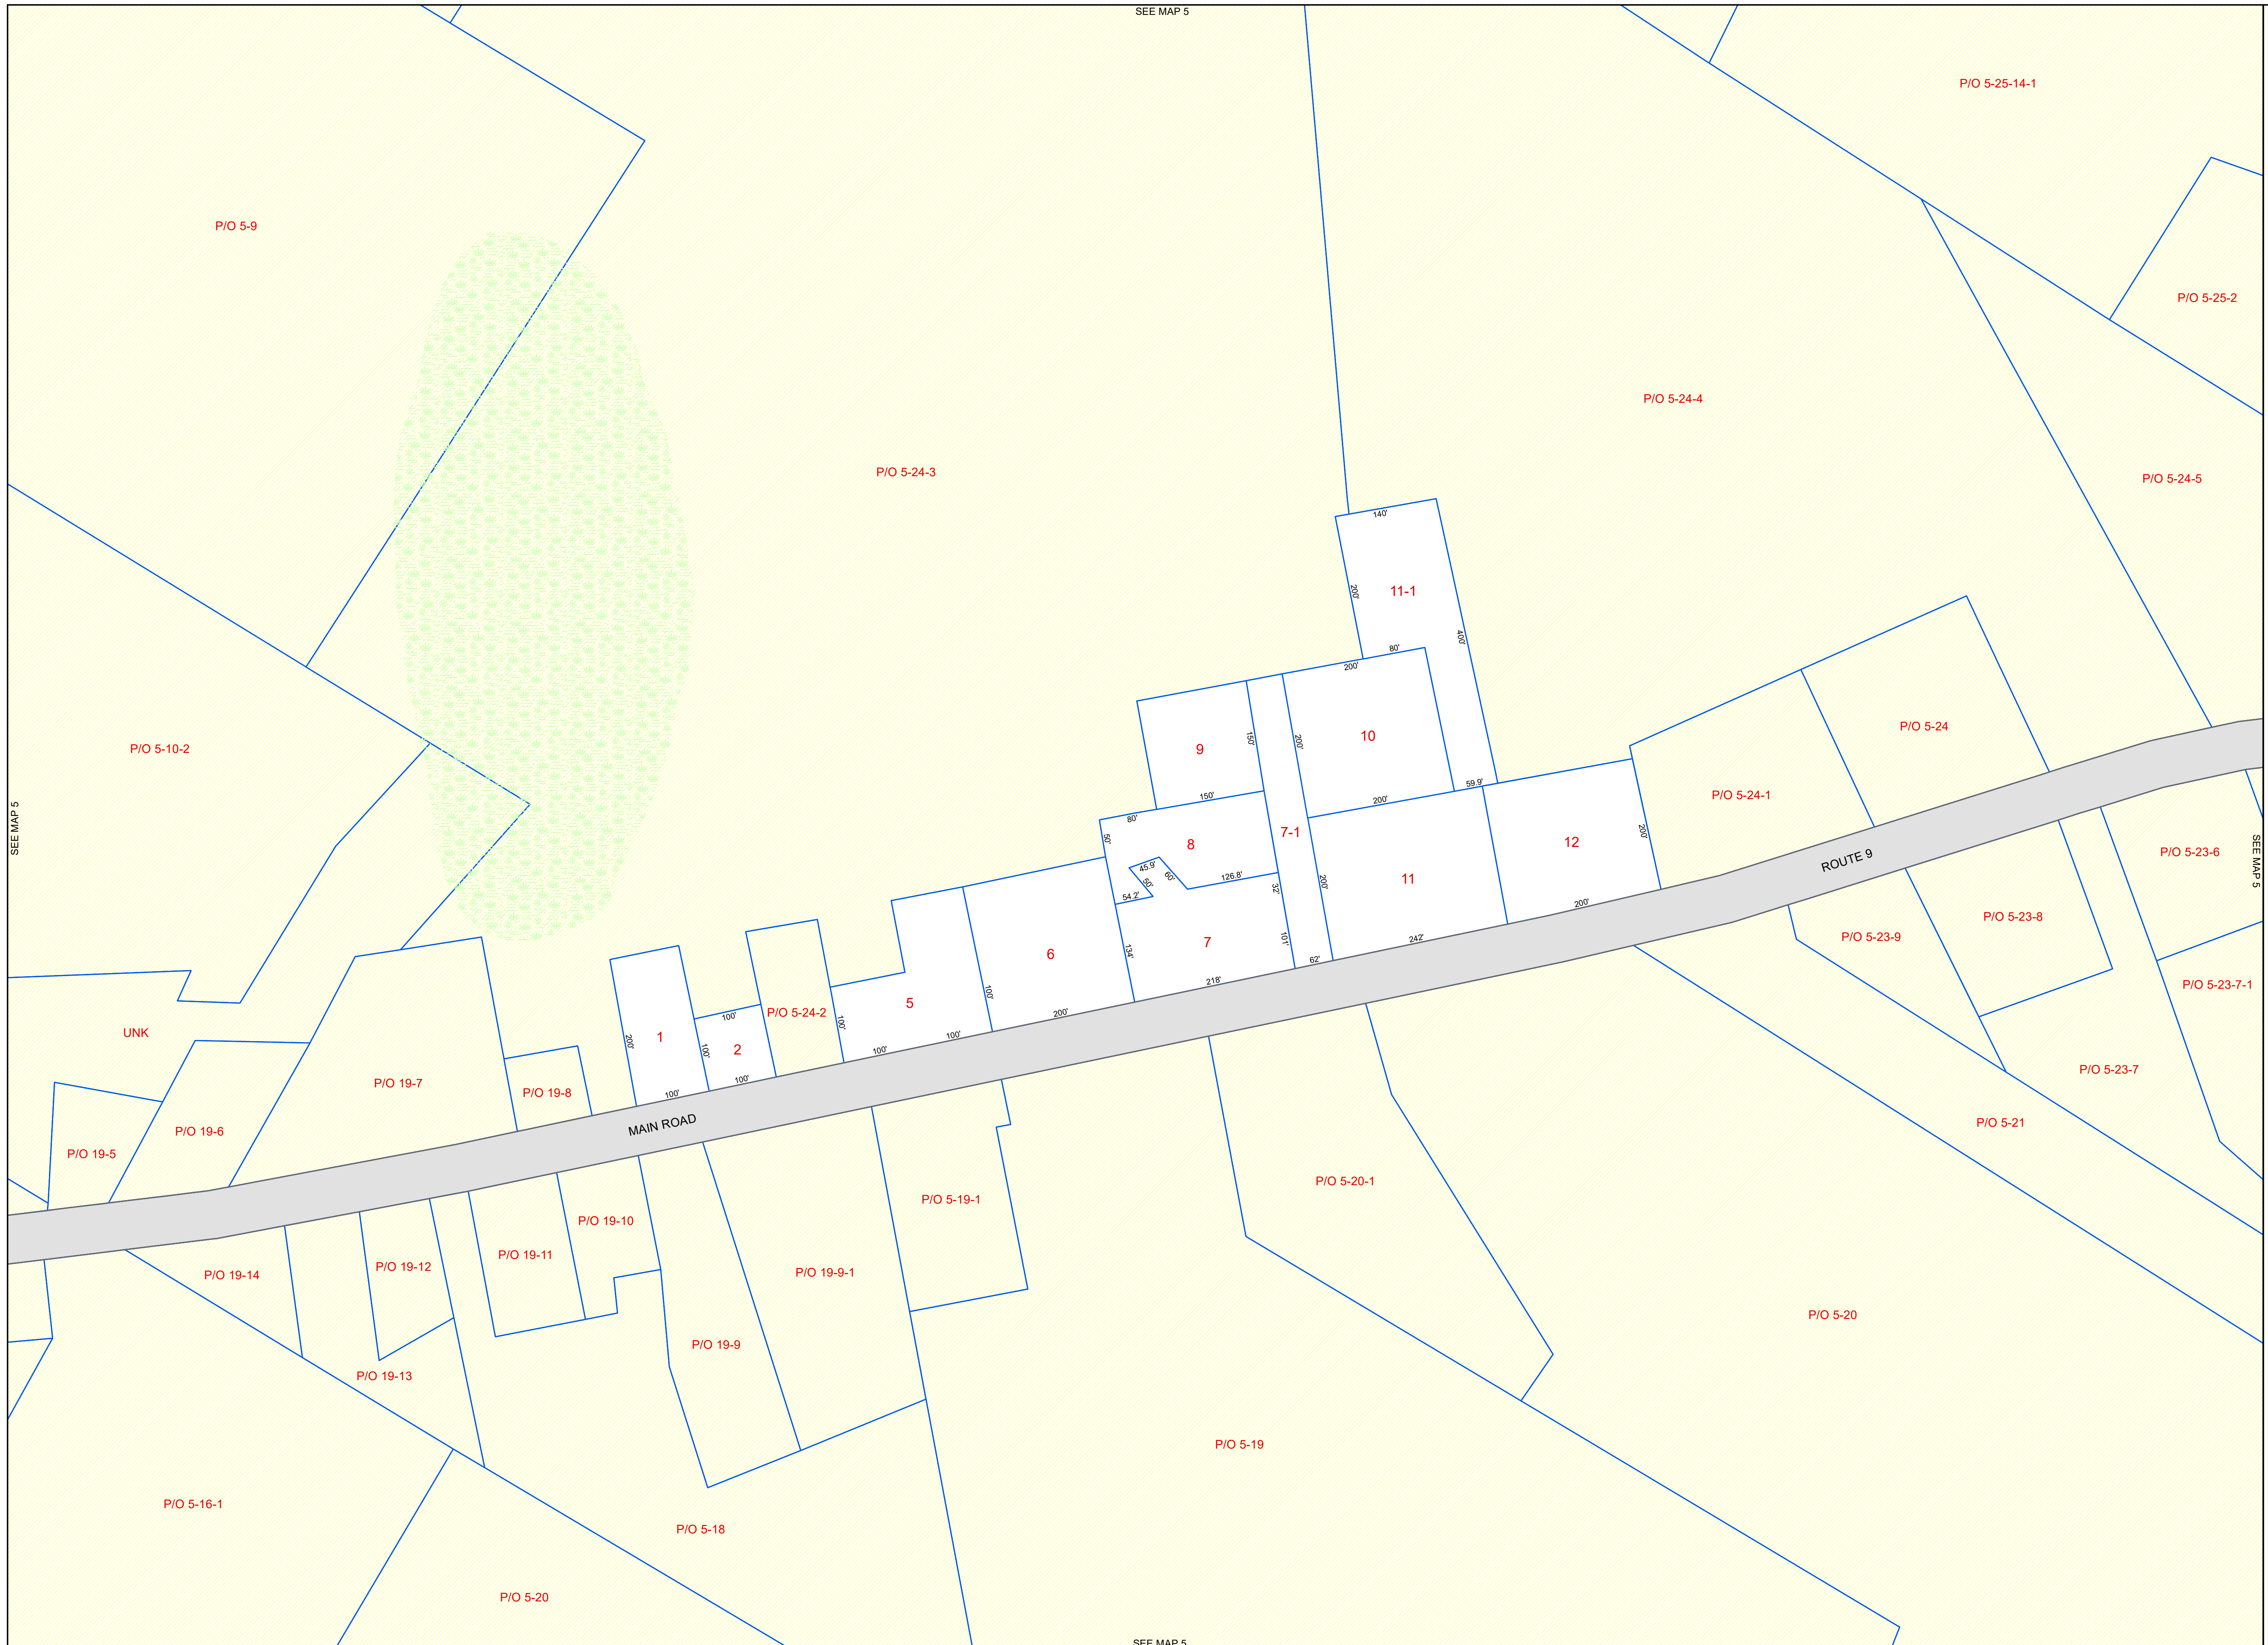 SEE MAP 5
P/O 5-25-14-1
P/O 5-9
P/O 5-25-2
P/O 5-24-4
P/O 5-24-3
P/O 5-24-5
140'
200'
11-1
400'
80'
200'
P/O 5-24
P/O 5-10-2
9
150'
200'
10
59.9'
P/O 5-24-1
150'
200'
80'
SEE MAP 5
50'
8
7-1
12
200'
ROUTE 9
P/O 5-23-6
SEE MAP 5
45.9'
60'
50'
126.8'
54.2'
32'
200'
11
200'
P/O 5-23-8
P/O 5-23-9
7
101'
242'
6
134'
62'
218'
P/O 5-23-7-1
100'
5
200'
P/O 5-24-2
100'
100'
100'
UNK
1
200'
100'
2
100'
100'
100'
P/O 19-7
P/O 19-8
P/O 5-23-7
MAIN ROAD
P/O 5-21
P/O 19-6
P/O 19-5
P/O 5-20-1
P/O 5-19-1
P/O 19-10
P/O 19-11
P/O 19-12
P/O 19-14
P/O 19-9-1
P/O 5-20
P/O 19-9
P/O 19-13
P/O 5-19
P/O 5-16-1
P/O 5-18
P/O 5-20
SEE MAP 5